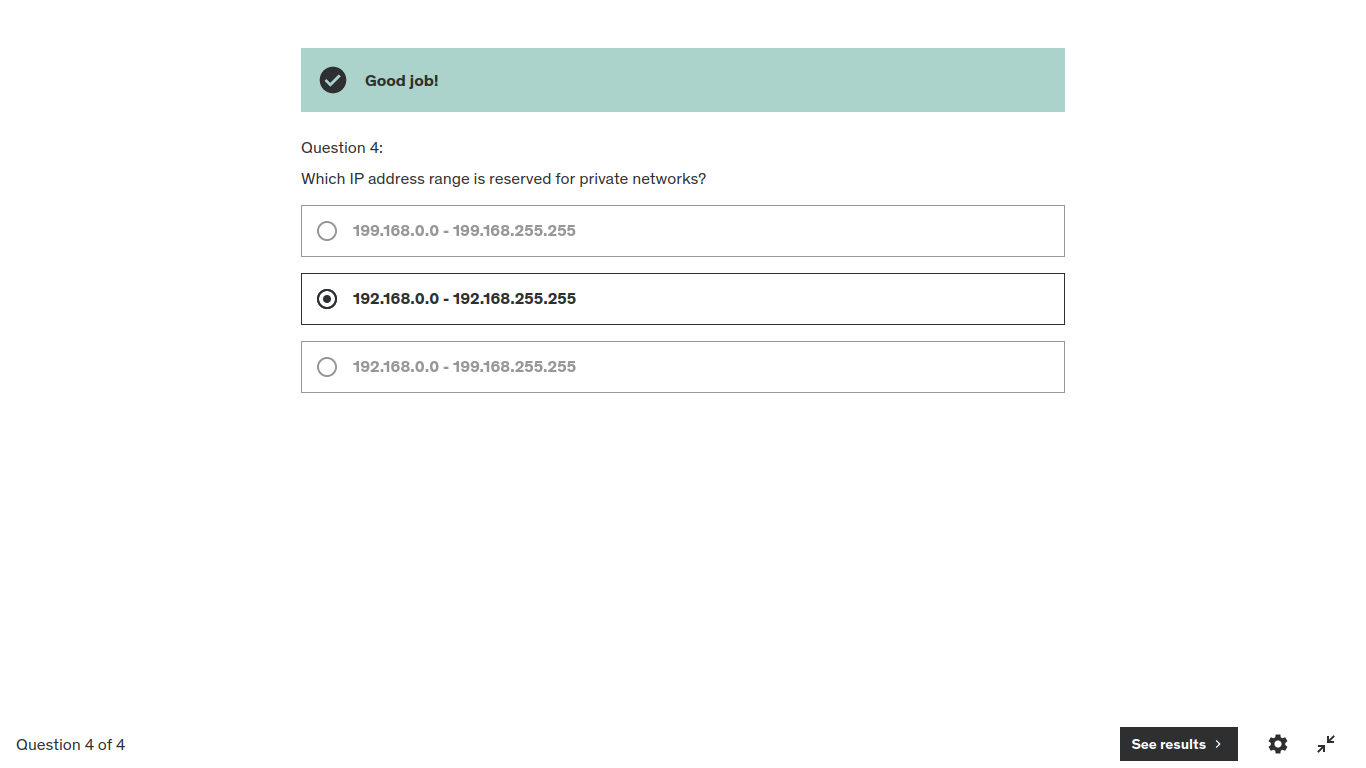 Good job!
Question 4:
Which IP address range is reserved for private networks?
199.168.0.0 - 199.168.255.255
192.168.0.0 - 192.168.255.255
192.168.0.0 - 199.168.255.255
Question 4 of 4
See results